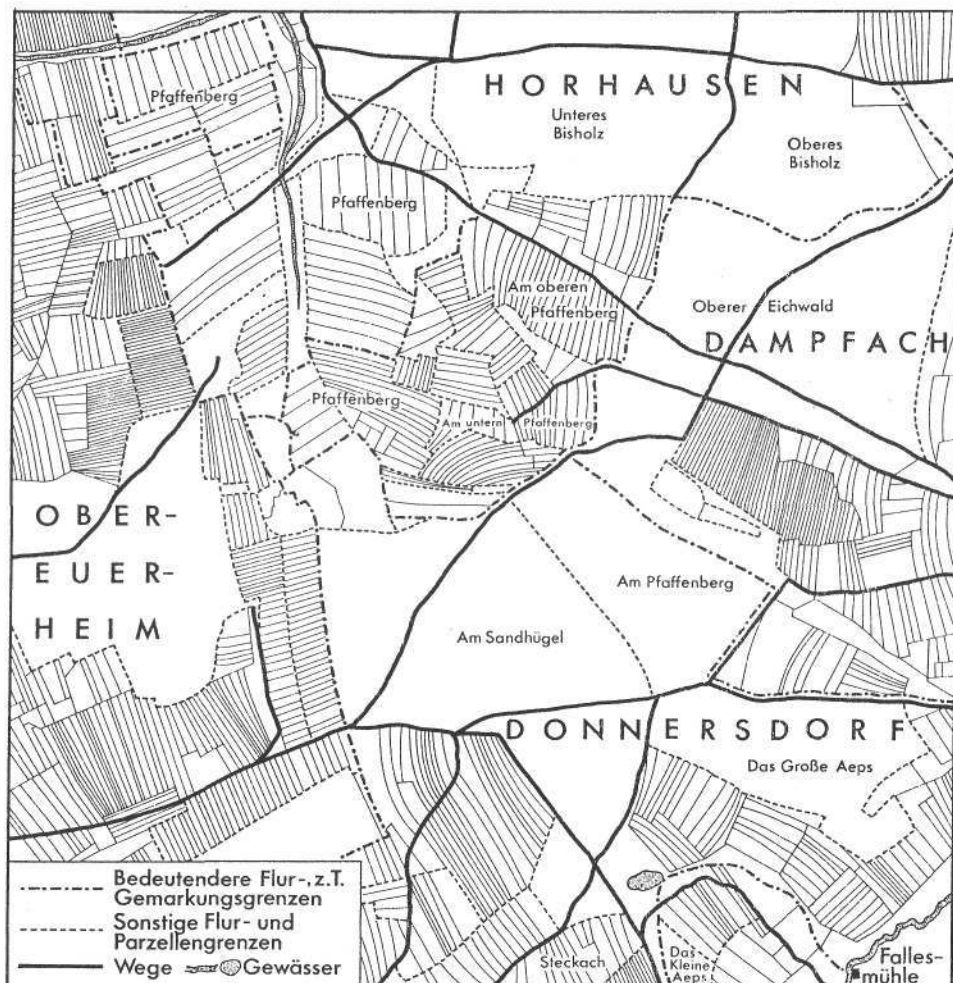 HORHAUSEN
Pfaffenberg
Unteres
Bisholz
Oberes
Bisholz
Pfaffenberg
Am oberen
Pfaffenberg
Oberer Eichwald
DAMPFACH
Pfaffenberg
Am untern
Pfaffenberg
OBER-
EUER-
HEIM
Am Pfaffenberg
Am Sandhügel
DONNERSDORF
Das Große Aeps
Bedeutendere Flur-, z.T.
Gemarkungsgrenzen
Sonstige Flur- und
Parzellengrenzen
Wege
Gewässer
Steckach
Das
Kleine
Aeps
Falles-
mühle